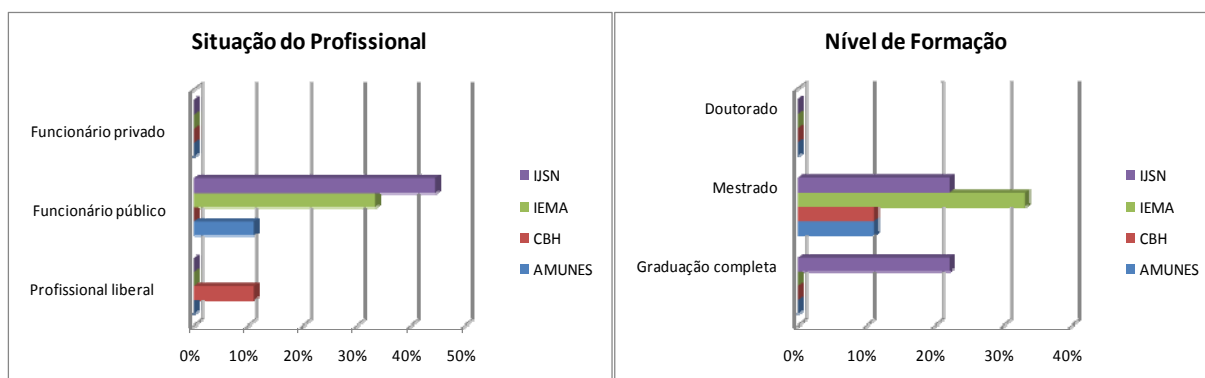 Situação do Profissional
Funcionário privado
Funcionário público
Profissional liberal
0% 10% 20% 30% 40% 50%
IJSN
IEMA
CBH
AMUNES
Nível de Formação
Doutorado
Mestrado
Graduação completa
0% 10% 20% 30% 40%
IJSN
IEMA
CBH
AMUNES